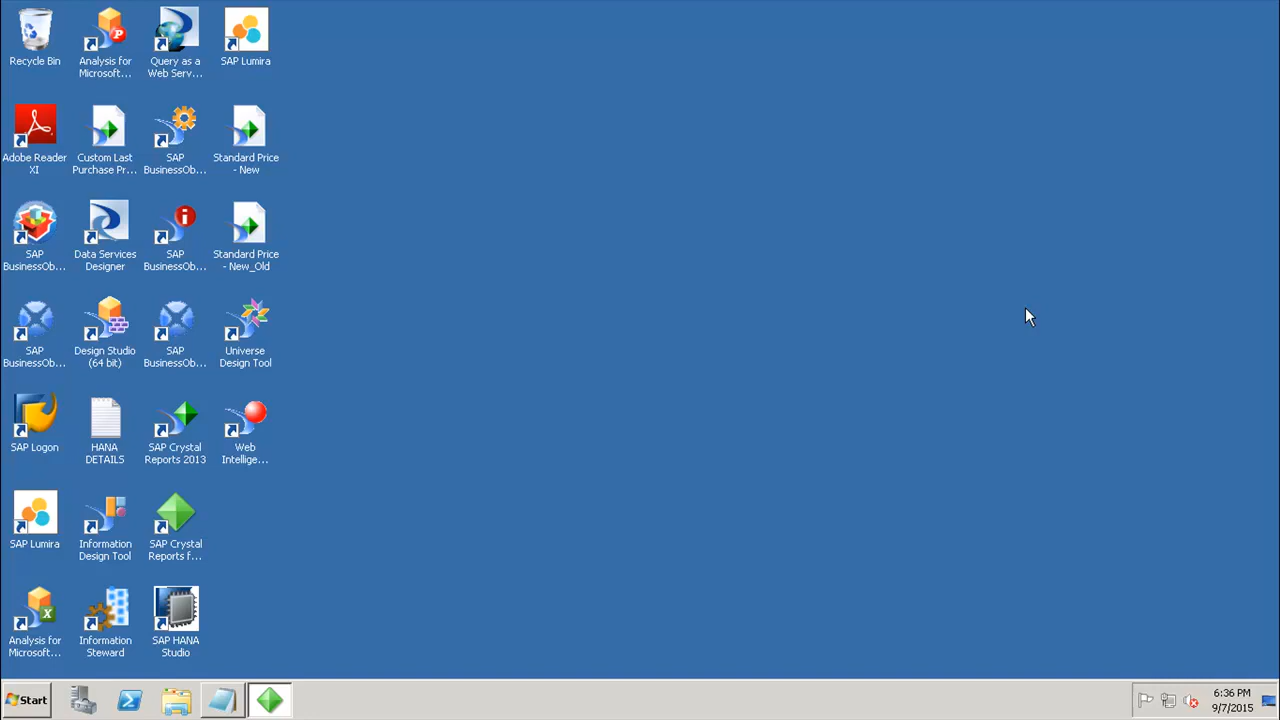 Recycle Bin
Analysis for
Microsoft...
Query as a
Web Serv...
SAP Lumira
Adobe Reader
XI
Custom Last
Purchase Pr...
SAP
BusinessOb...
Standard Price
- New
SAP
BusinessOb...
Data Services
Designer
SAP
BusinessOb...
Standard Price
- New_Old
SAP
BusinessOb...
Design Studio
(64 bit)
SAP
BusinessOb...
Universe
Design Tool
SAP Logon
HANA
DETAILS
SAP Crystal
Reports 2013
Web
Intellige...
SAP Lumira
Information
Design Tool
SAP Crystal
Reports f...
Analysis for
Microsoft...
Information
Steward
SAP HANA
Studio
Start
6:36 PM
9/7/2015